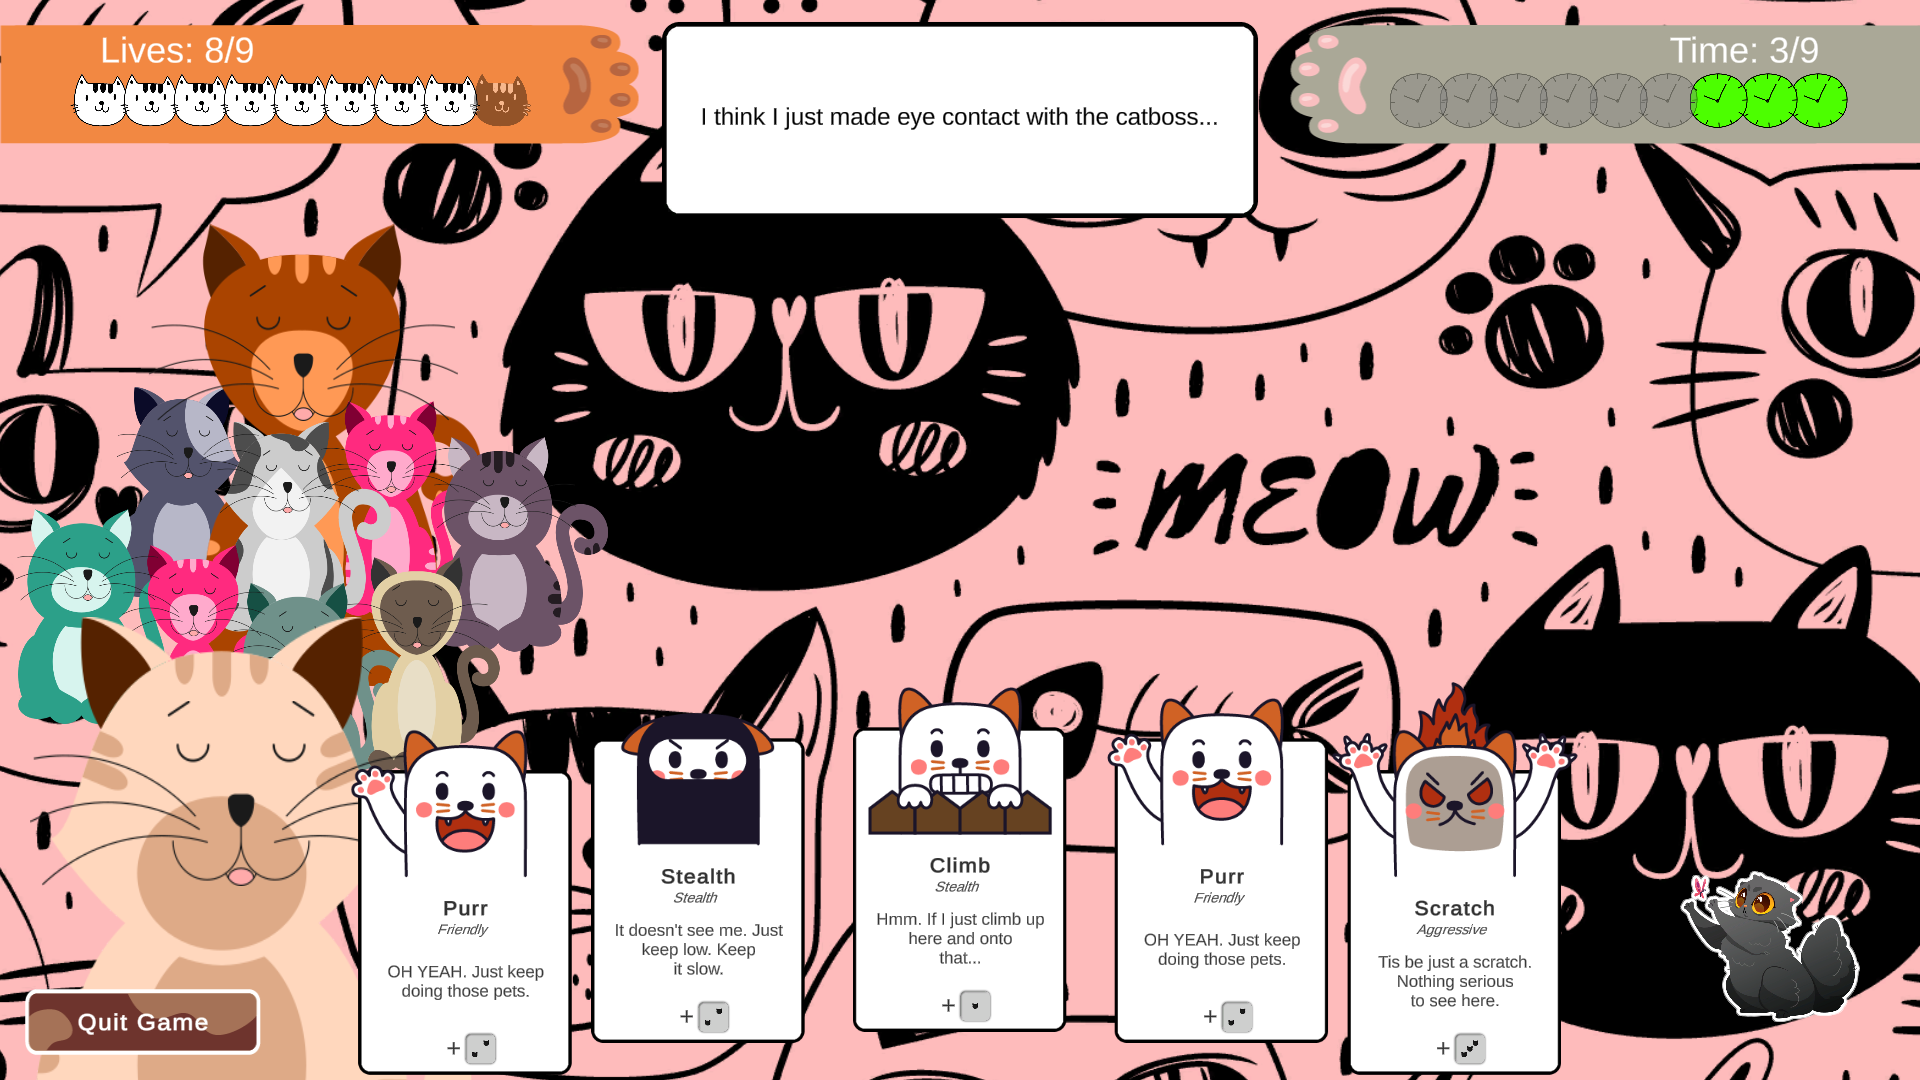 Lives: 8/9
I think I just made eye contact with the catboss...
Time: 3/9
MEOW
Purr
Friendly
OH YEAH. Just keep
doing those pets.
+
Stealth
Stealth
It doesn't see me. Just
keep low. Keep
it slow.
+
Climb
Stealth
Hmm. If I just climb up
here and onto
that...
+
Purr
Friendly
OH YEAH. Just keep
doing those pets.
+
Scratch
Aggressive
Tis be just a scratch.
Nothing serious
to see here.
+
Quit Game